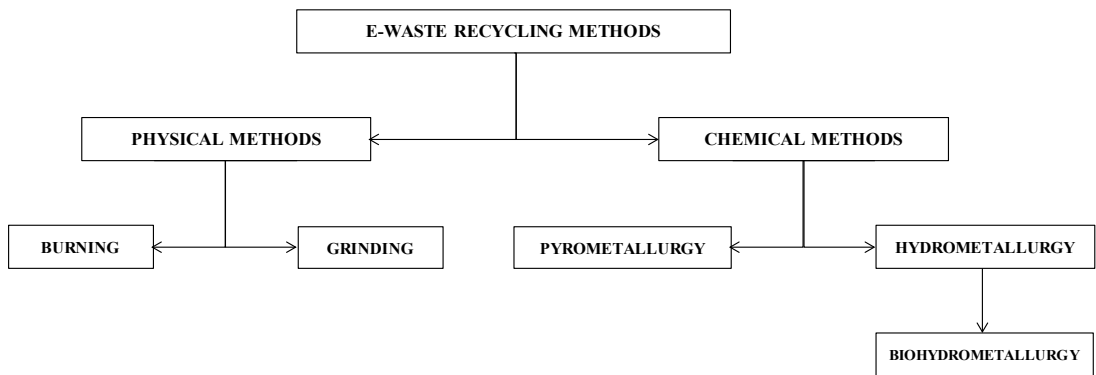 E-WASTE RECYCLING METHODS
PHYSICAL METHODS
CHEMICAL METHODS
BURNING
GRINDING
PYROMETALLURGY
HYDROMETALLURGY
BIOHYDROMETALLURGY